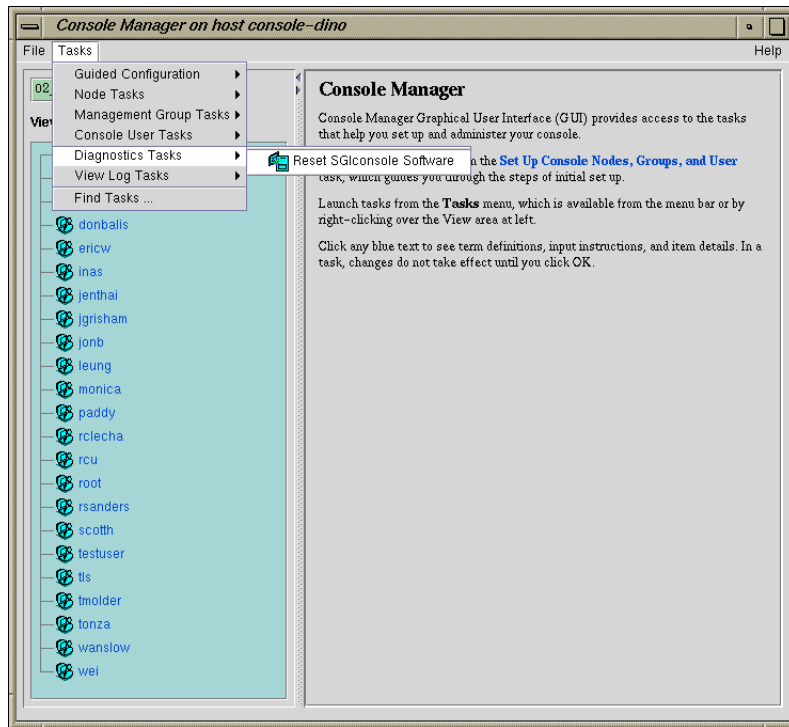 Console Manager on host console-dino
File Tasks Help
Guided Configuration
Node Tasks
Management Group Tasks
Console User Tasks
Diagnostics Tasks
View Log Tasks
Find Tasks ...
Reset SGIconsole Software
02_
donbalis
ericw
inas
jenthai
jgrisham
jonb
leung
monica
paddy
rclecha
rcu
root
rsanders
scotth
testuser
tls
tmolder
tonza
wanslow
wei
Console Manager
Console Manager Graphical User Interface (GUI) provides access to the tasks
that help you set up and administer your console.
the Set Up Console Nodes, Groups, and User
task, which guides you through the steps of initial set up.
Launch tasks from the Tasks menu, which is available from the menu bar or by
right-clicking over the View area at left.
Click any blue text to see term definitions, input instructions, and item details. In a
task, changes do not take effect until you click OK.